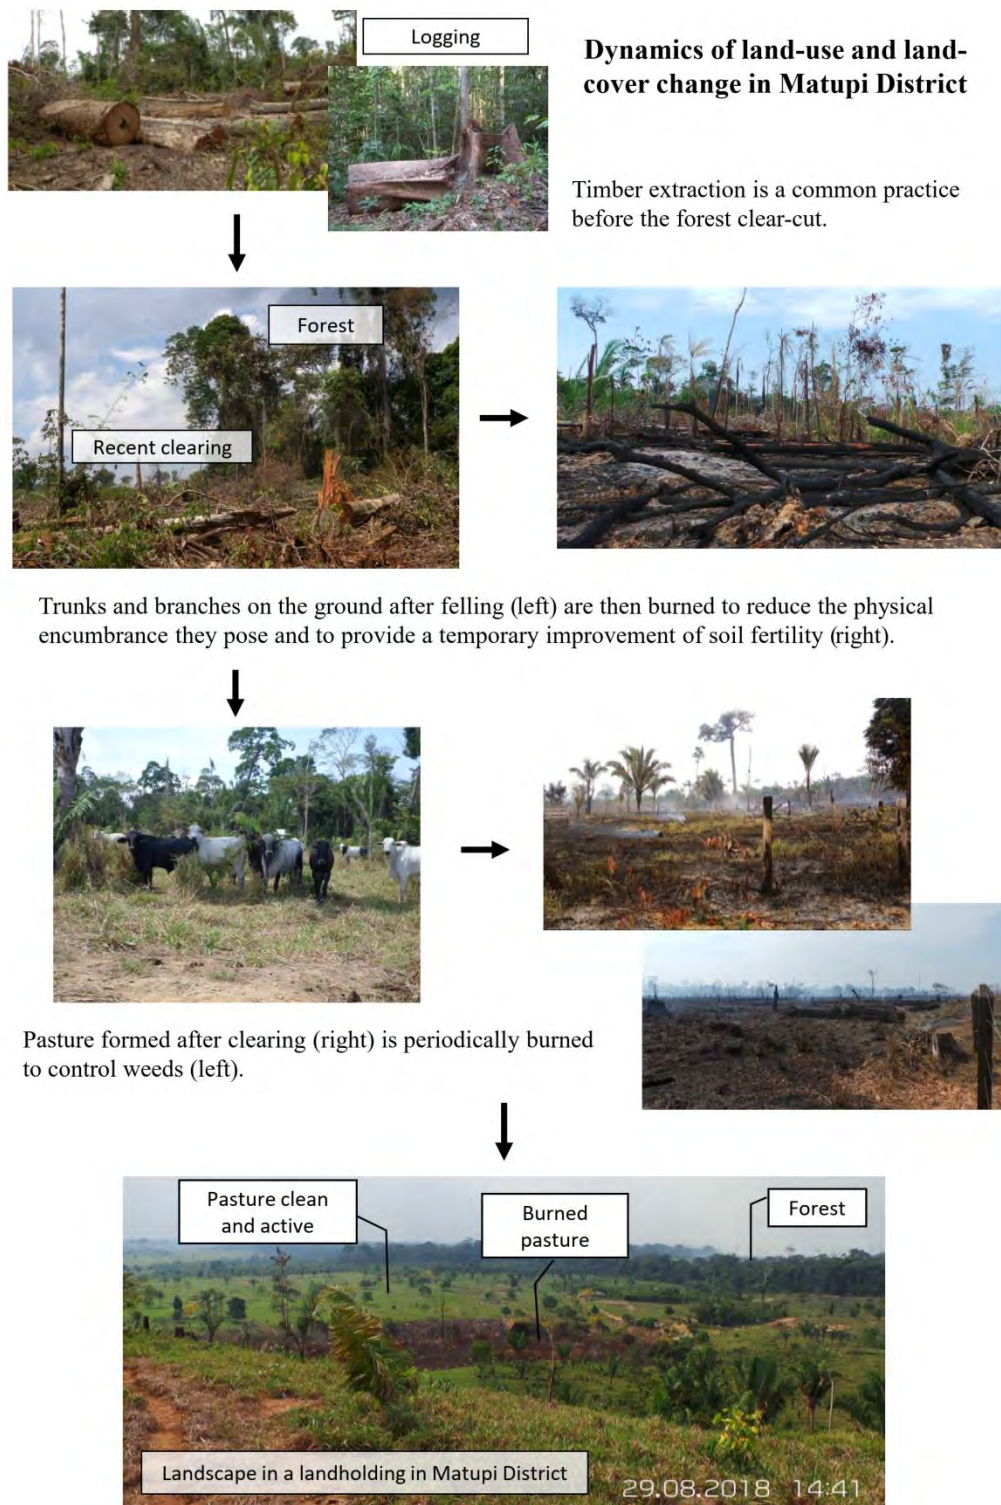 Logging
Dynamics of land-use and land-
cover change in Matupi District
Timber extraction is a common practice
before the forest clear-cut.
Forest
Recent clearing
Trunks and branches on the ground after felling (left) are then burned to reduce the physical
encumbrance they pose and to provide a temporary improvement of soil fertility (right).
Pasture formed after clearing (right) is periodically burned
to control weeds (left).
Pasture clean
and active
Burned
pasture
Forest
Landscape in a landholding in Matupi District
29.08.2018 14:41